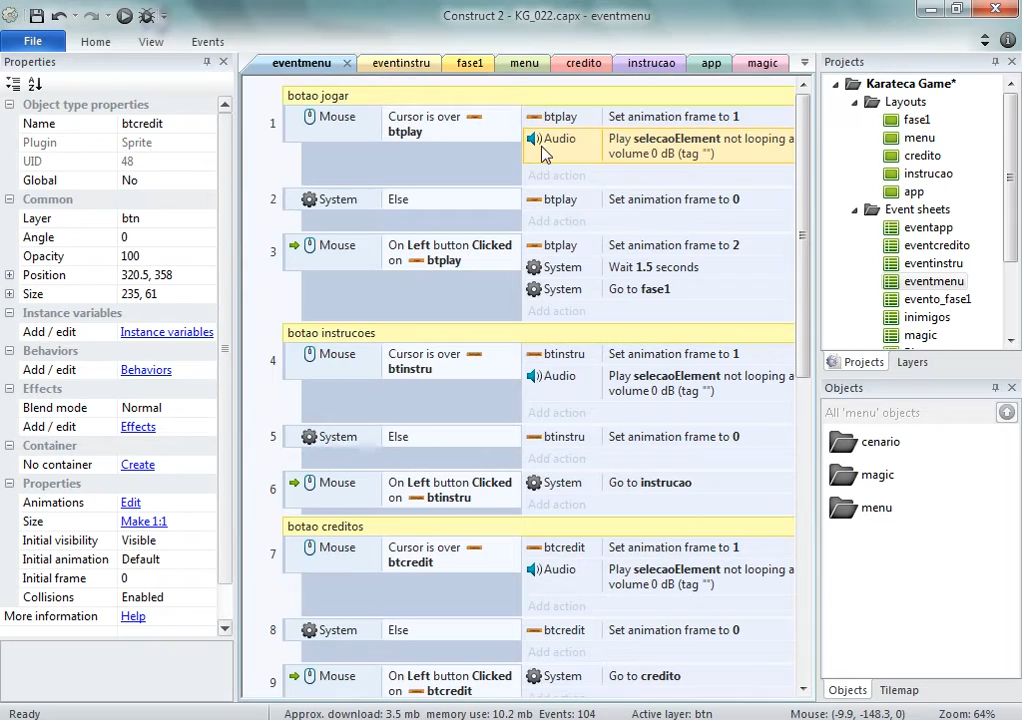 Construct 2 - KG_022.capx - eventmenu
File Home View Events
Properties
Object type properties
Name btcredit
Plugin Sprite
UID 48
Global No
Common
Layer btn
Angle 0
Opacity 100
Position 320.5, 358
Size 235, 61
Instance variables
Add / edit Instance variables
Behaviors
Add / edit Behaviors
Effects
Blend mode Normal
Add / edit Effects
Container
No container Create
Properties
Animations Edit
Size Make 1:1
Initial visibility Visible
Initial animation Default
Initial frame 0
Collisions Enabled
More information Help
eventmenu eventinstru fase1 menu credito instrucao app magic
botao jogar
1 Mouse Cursor is over btplay btplay Set animation frame to 1
Audio Play selecaoElement not looping a
volume 0 dB (tag "")
Add action
2 System Else btplay Set animation frame to 0
Add action
3 Mouse On Left button Clicked on btplay btplay Set animation frame to 2
System Wait 1.5 seconds
System Go to fase1
Add action
botao instrucoes
4 Mouse Cursor is over btinstru btinstru Set animation frame to 1
Audio Play selecaoElement not looping a
volume 0 dB (tag "")
Add action
5 System Else btinstru Set animation frame to 0
Add action
6 Mouse On Left button Clicked on btinstru System Go to instrucao
Add action
botao creditos
7 Mouse Cursor is over btcredit btcredit Set animation frame to 1
Audio Play selecaoElement not looping a
volume 0 dB (tag "")
Add action
8 System Else btcredit Set animation frame to 0
Add action
9 Mouse On Left button Clicked on btcredit System Go to credito
Projects
Karateca Game*
Layouts
fase1
menu
credito
instrucao
app
Event sheets
eventapp
eventcredito
eventinstru
eventmenu
evento_fase1
inimigos
magic
Projects Layers
Objects
All 'menu' objects
cenario
magic
menu
Objects Tilemap
Ready Approx. download: 3.5 mb memory use: 10.2 mb Events: 104 Active layer: btn Mouse: (-9.9, -148.3, 0) Zoom: 64%